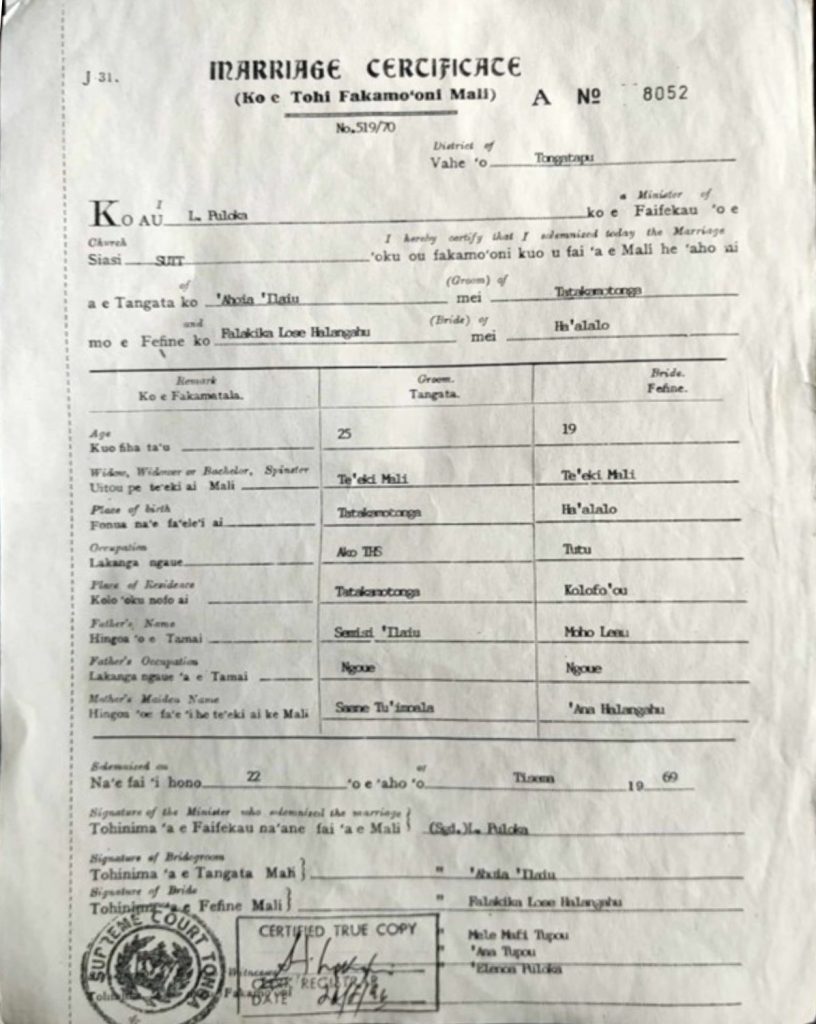 J 31.
MARRIAGE CERTIFICATE
(Ko e Tohi Fakamo'oni Mali)
A No 8052
No.519/70
District of
Vahe 'o Tongatapu
I a Minister of
KO AU L. Puloka ko e Faifekau 'o e
Church I hereby certify that I solemnized today the Marriage
Siasi SUIT 'oku ou fakamo'oni kuo u fai 'a e Mali he 'aho ni
of (Groom) of
a e Tangata ko 'Ahoia 'Ilaiu mei Tatakamotonga
and (Bride) of
mo e Fefine ko Falakika Lose Halangahu mei Ha'alalo
Remark Groom. Bride.
Ko e Fakamatala. Tangata. Fefine.
Age
Kuo fiha ta'u 25 19
Widow, Widower or Bachelor, Spinster
Uitou pe te'eki ai Mali Te'eki Mali Te'eki Mali
Place of birth
Fonua na'e fa'ele'i ai Tatakamotonga Ha'alalo
Occupation
Lakanga ngaue Ako THS Tutu
Place of Residence
Kolo 'oku nofo ai Tatakamotonga Kolofo'ou
Father's Name
Hingoa 'o e Tamai Semisi 'Ilaiu Moho Leau
Father's Occupation
Lakanga ngaue 'a e Tamai Ngoue Ngoue
Mother's Maiden Name
Hingoa 'oe fa'e 'i he te'eki ai ke Mali Saane Tu'imoala 'Ana Halangahu
Solemnized on of
Na'e fai 'i hono 22 'o e 'aho 'o Tisema 19 69
Signature of the Minister who solemnized the marriage
Tohinima 'a e Faifekau na'ane fai 'a e Mali } (Sgd.) L. Puloka
Signature of Bridegroom
Tohinima 'a e Tangata Mali } " 'Ahoia 'Ilaiu
Signature of Bride
Tohinima 'a e Fefine Mali } " Falakika Lose Halangahu
SUPREME COURT TONGA
CERTIFIED TRUE COPY
REGISTRAR
DATE
" Mele Mafi Tupou
" 'Ana Tupou
" 'Elenoa Puloka